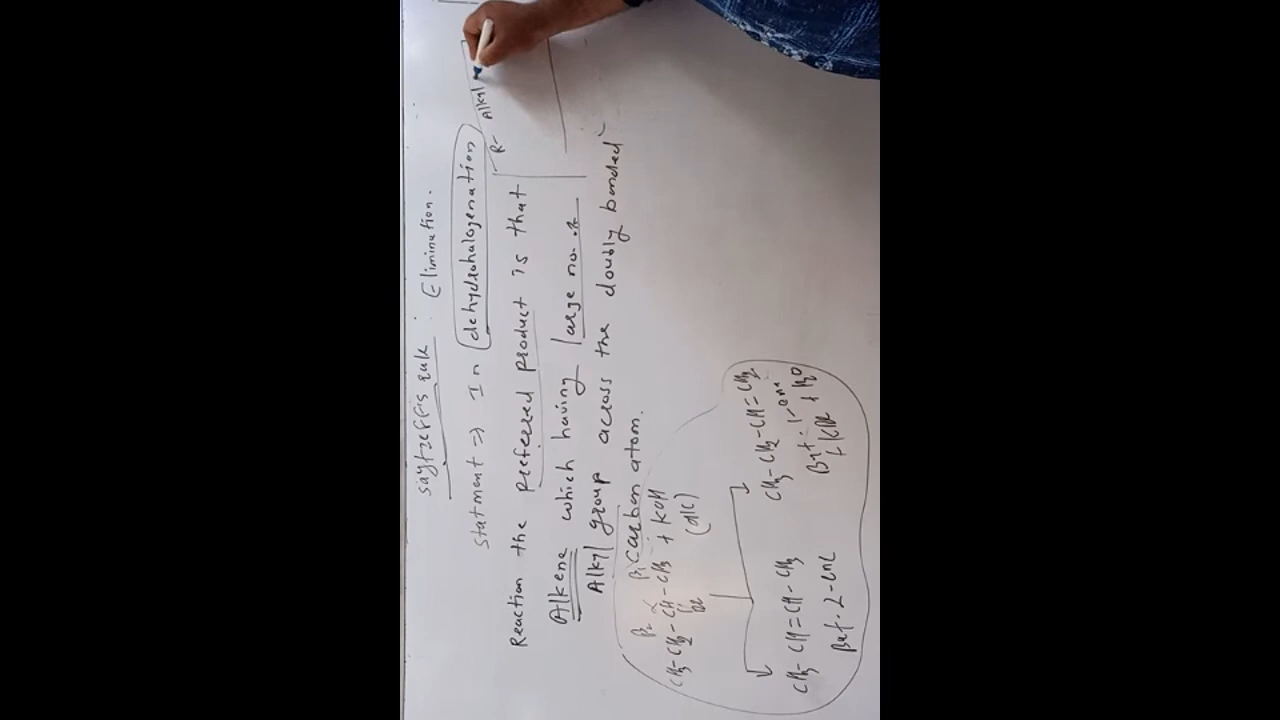 saytzeff's rule : Elimination.
statment ⇒ In dehydrohalogenation
R- Alkyl
Reaction the preferred product is that
Alkene which having large no. of
Alkyl group across the doubly bonded
carbon atom.
β₂ α β₁
CH₃-CH₂-CH-CH₃ + KOH
(alc)
CH₃-CH=CH-CH₃ CH₃-CH₂-CH=CH₂
But-2-ene But-1-ene
+ H₂O